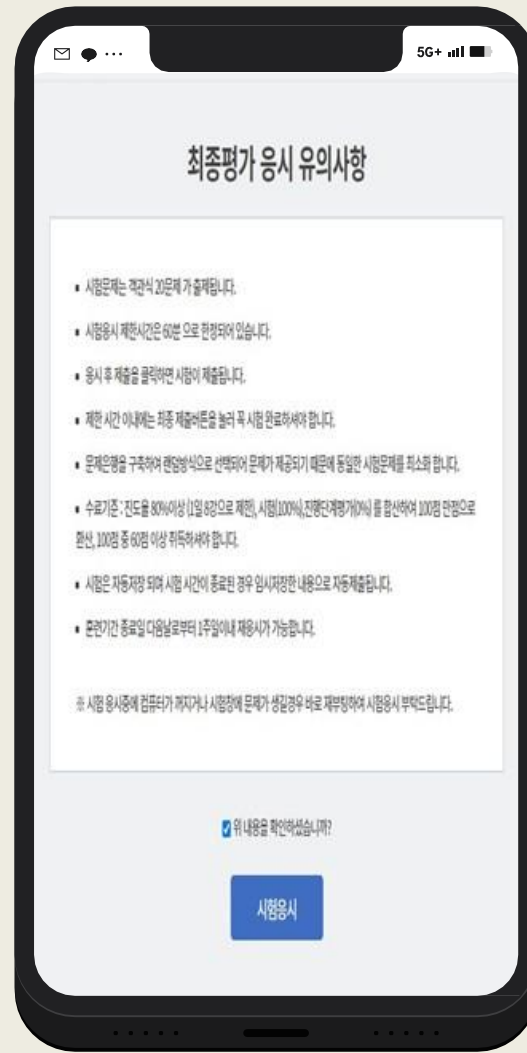 5G+
최종평가 응시 유의사항
▪ 시험문제는 객관식 20문제 가 출제됩니다.
▪ 시험응시 제한시간은 60분 으로 한정되어 있습니다.
▪ 응시 후 제출을 클릭하면 시험이 제출됩니다.
▪ 제한 시간 이내에는 최종 제출버튼을 눌러 꼭 시험 완료하셔야 합니다.
▪ 문제은행을 구축하여 랜덤방식으로 선택되어 문제가 제공되기 때문에 동일한 시험문제를 최소화 합니다.
▪ 수료기준 : 진도율 80%이상 (1일 8강으로 제한), 시험(100%),진행단계평가(0%) 를 합산하여 100점 만점으로
환산, 100점 중 60점 이상 취득하셔야 합니다.
▪ 시험은 자동저장 되며 시험 시간이 종료된 경우 임시저장한 내용으로 자동제출됩니다.
▪ 훈련기간 종료일 다음날로부터 1주일이내 재응시가 가능합니다.
※ 시험 응시중에 컴퓨터가 꺼지거나 시험창에 문제가 생길경우 바로 재부팅하여 시험응시 부탁드립니다.
위 내용을 확인하셨습니까?
시험응시